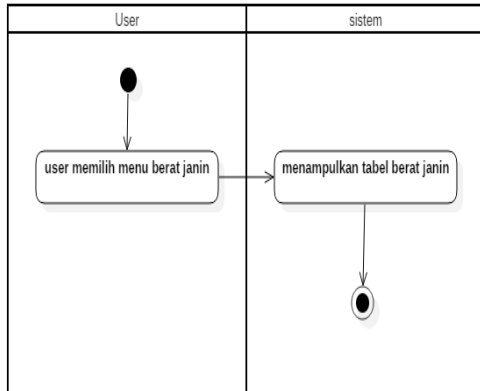 User
sistem
user memilih menu berat janin
menampulkan tabel berat janin